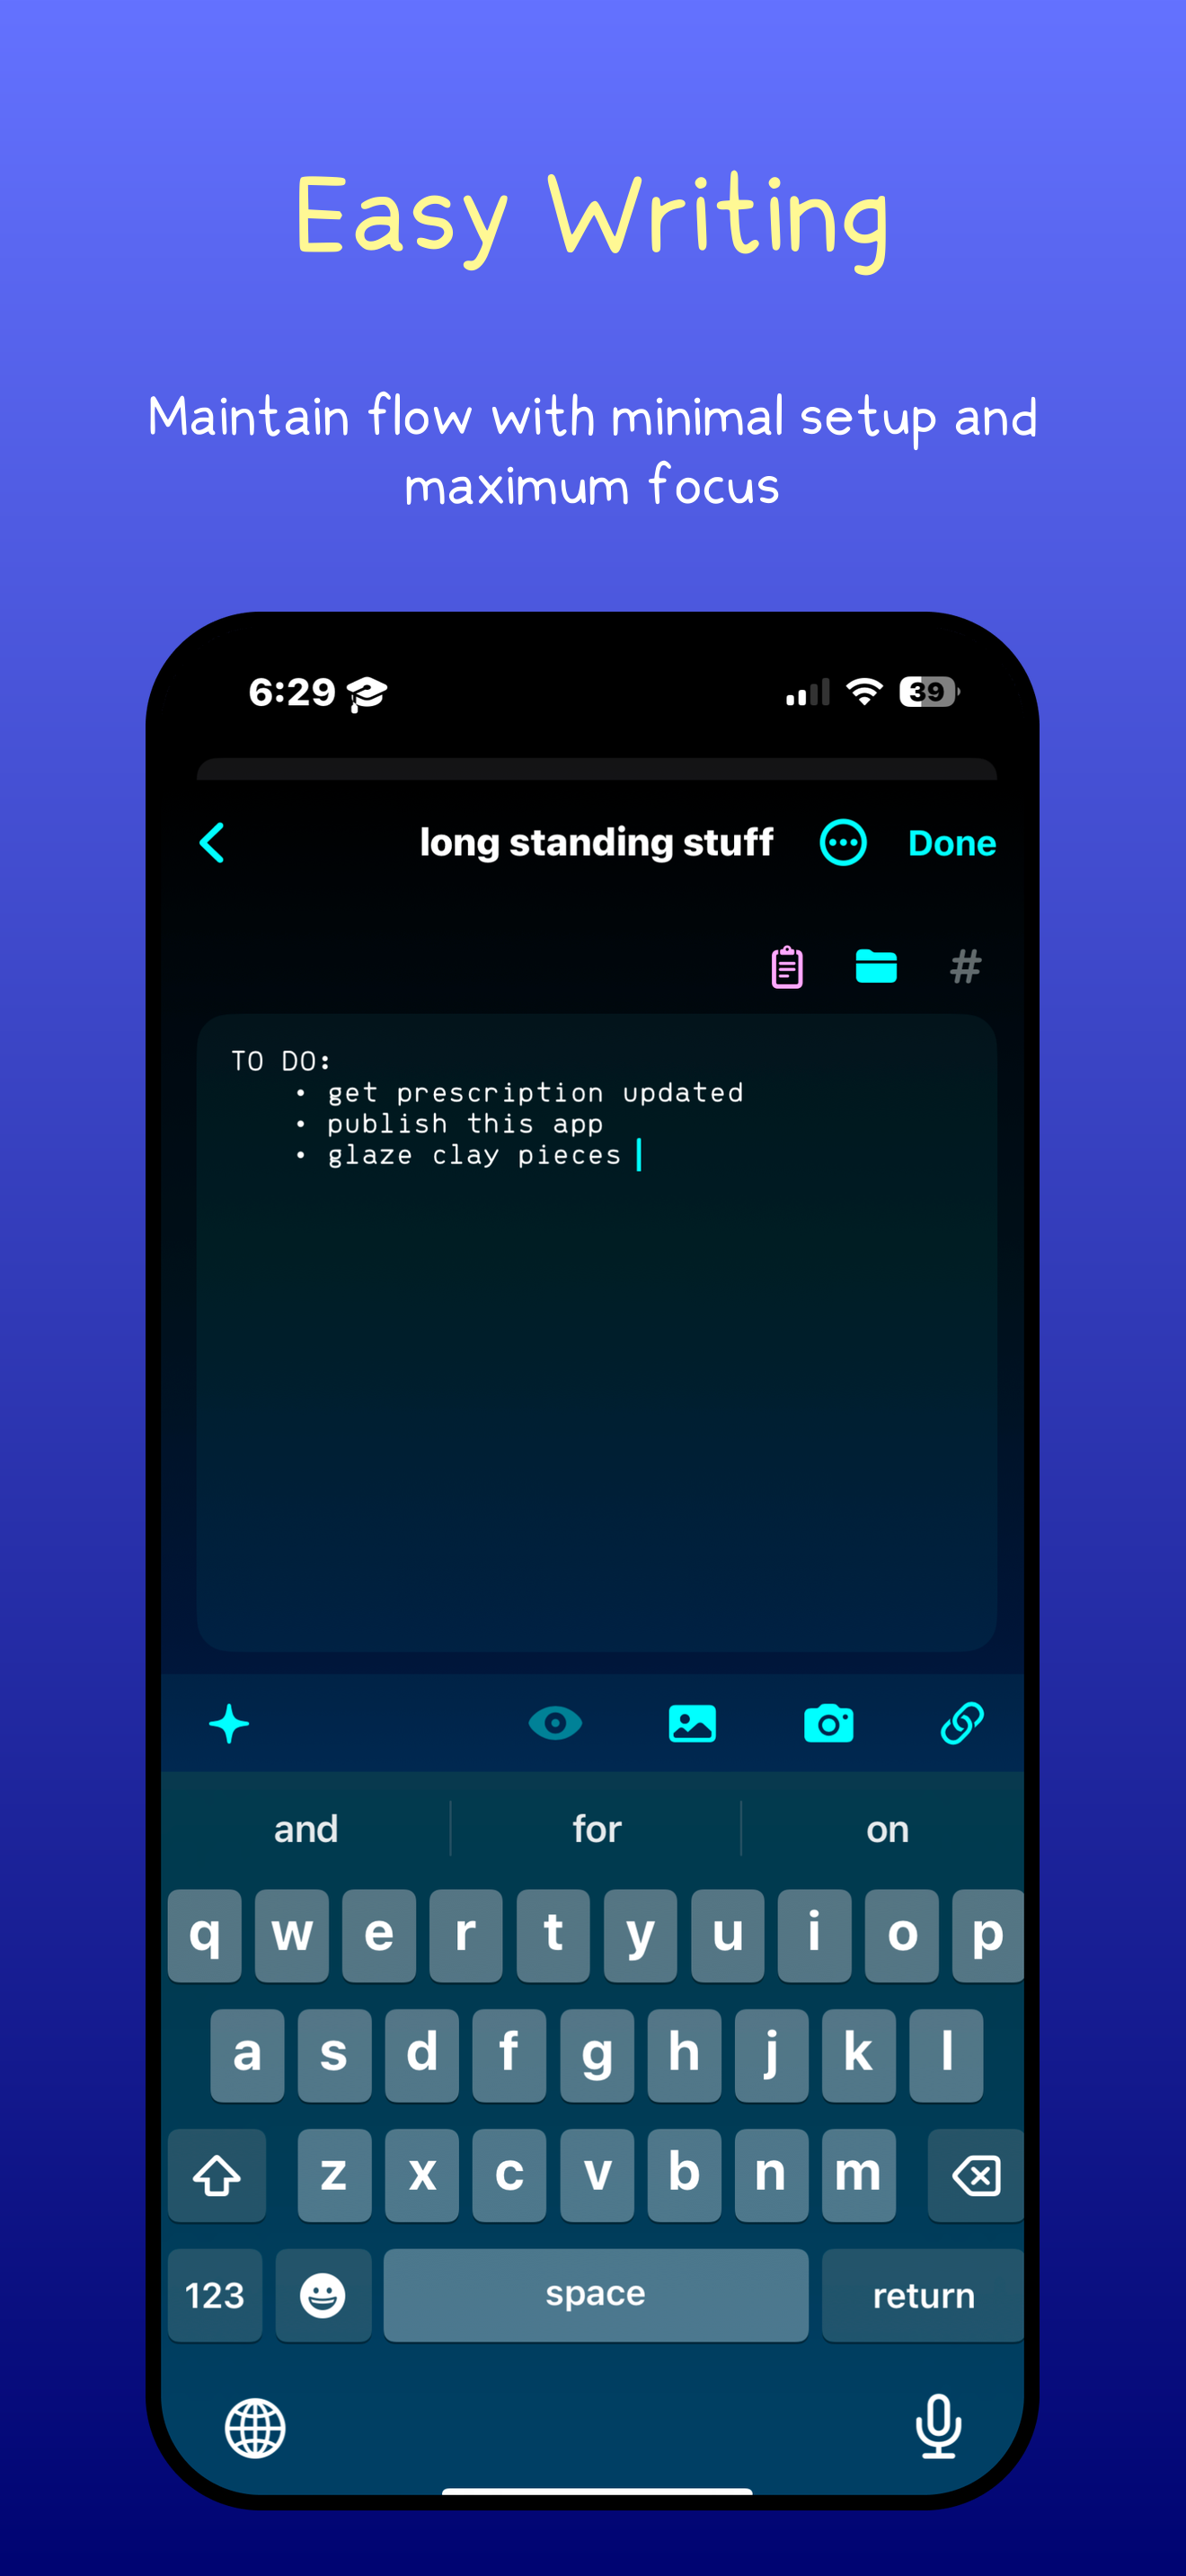 Easy Writing
Maintain flow with minimal setup and
maximum focus
6:29
39
long standing stuff
Done
#
TO DO:
• get prescription updated
• publish this app
• glaze clay pieces
and for on
q w e r t y u i o p
a s d f g h j k l
z x c v b n m
123 space return